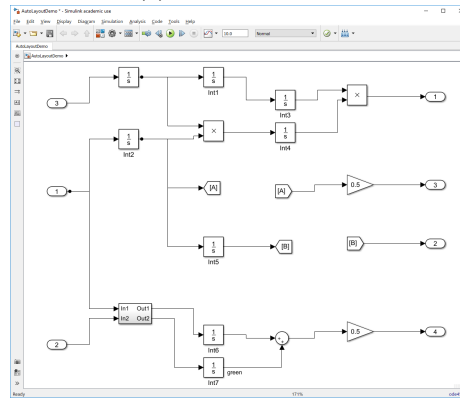 AutoLayoutDemo * - Simulink academic use
File Edit View Display Diagram Simulation Analysis Code Tools Help
10.0 Normal
AutoLayoutDemo
AutoLayoutDemo
1
s
1
s
Int1
3
1
s
Int3
×
1
1
s
Int2
×
1
s
Int4
1
[A]
[A]
0.5
3
1
s
Int5
[B]
[B]
2
In1 Out1
In2 Out2
2
1
s
Int6
+
+
0.5
4
1
s
Int7
green
Ready 171%